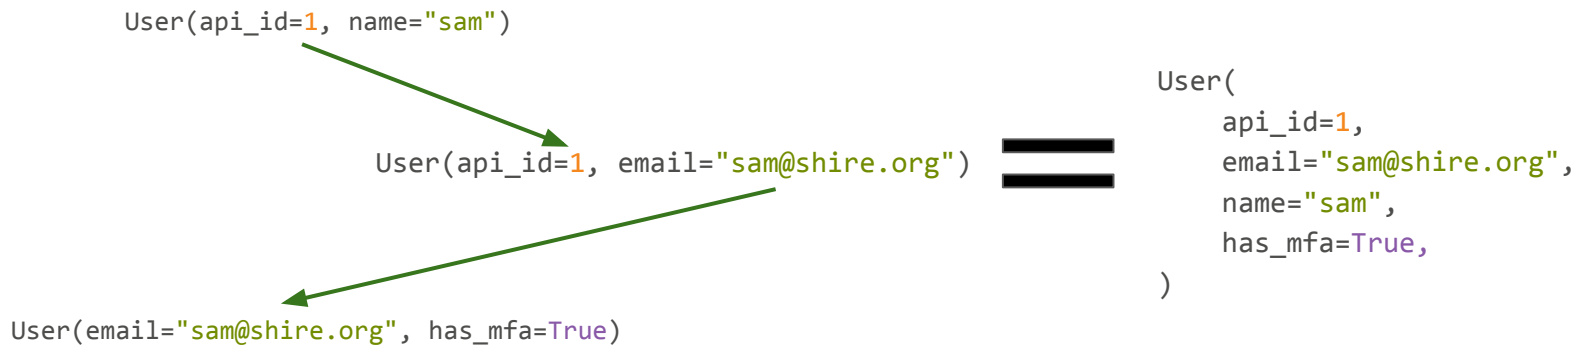 User(api_id=1, name="sam")
User(api_id=1, email="sam@shire.org")
User(email="sam@shire.org", has_mfa=True)
User(
    api_id=1,
    email="sam@shire.org",
    name="sam",
    has_mfa=True,
)